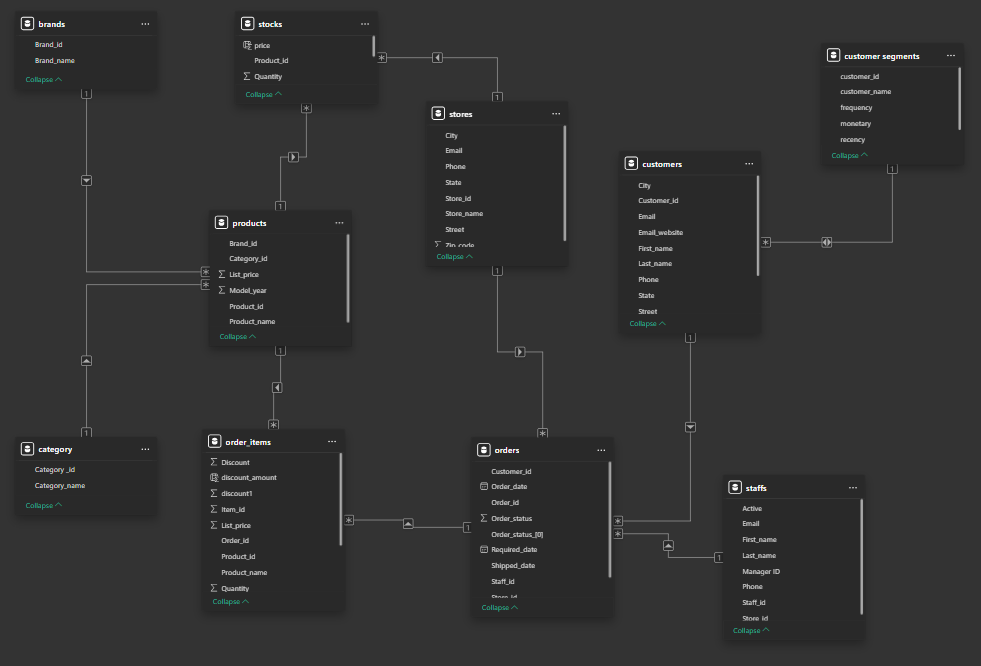 brands
Brand_id
Brand_name
Collapse
stocks
price
Product_id
Quantity
Collapse
customer segments
customer_id
customer_name
frequency
monetary
recency
Collapse
stores
City
Email
Phone
State
Store_id
Store_name
Street
Zip_code
Collapse
customers
City
Customer_id
Email
Email_website
First_name
Last_name
Phone
State
Street
Collapse
products
Brand_id
Category_id
List_price
Model_year
Product_id
Product_name
Collapse
category
Category _id
Category_name
Collapse
order_items
Discount
discount_amount
discount1
Item_id
List_price
Order_id
Product_id
Product_name
Quantity
Collapse
orders
Customer_id
Order_date
Order_id
Order_status
Order_status_[0]
Required_date
Shipped_date
Staff_id
Store_id
Collapse
staffs
Active
Email
First_name
Last_name
Manager ID
Phone
Staff_id
Store_id
Collapse
1
*
1
*
1
*
1
*
1
*
1
*
1
*
1
*
1
*
1
*